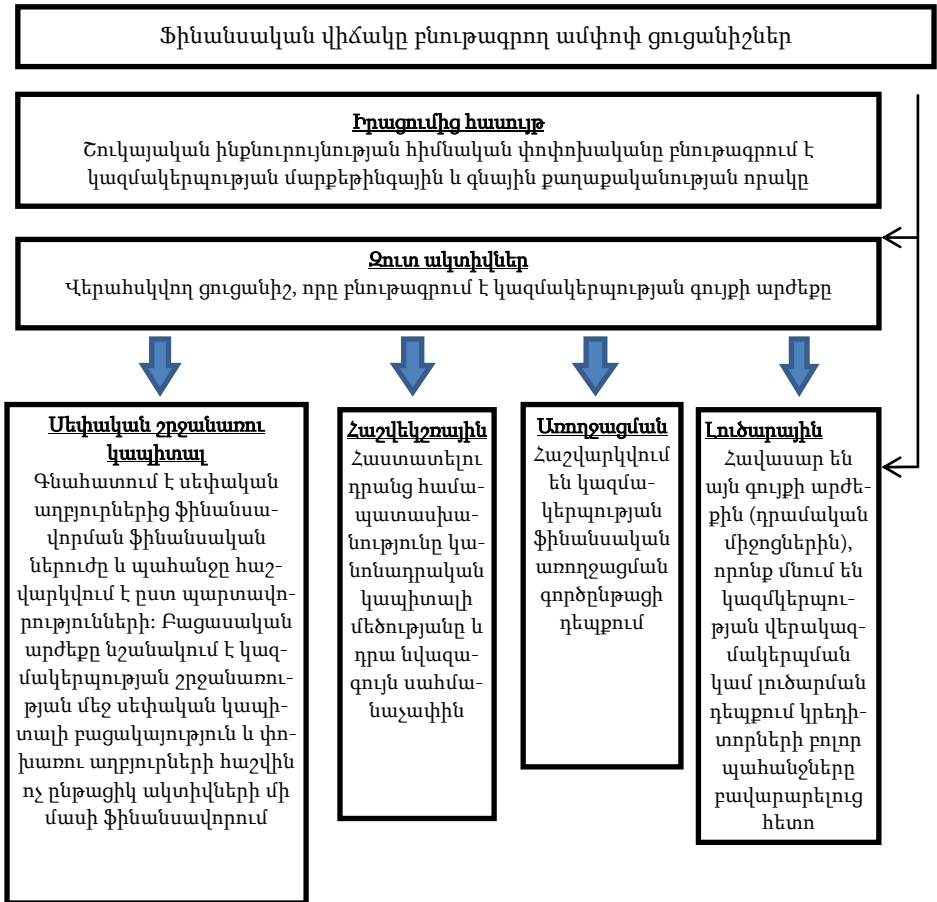 Ֆինանսական վիճակը բնութագրող ամփոփ ցուցանիշներ
Իրացումից հասույթ
Շուկայական ինքնուրույնության հիմնական փոփոխականը բնութագրում է
կազմակերպության մարքեթինգային և գնային քաղաքականության որակը
Զուտ ակտիվներ
Վերահսկվող ցուցանիշ, որը բնութագրում է կազմակերպության գույքի արժեքը
Սեփական շրջանառու
կապիտալ
Գնահատում է սեփական
աղբյուրներից ֆինանսա-
վորման ֆինանսական
ներուժը և պահանջը հաշ-
վարկվում է ըստ պարտավո-
րությունների: Բացասական
արժեքը նշանակում է կազ-
մակերպության շրջանառու-
թյան մեջ սեփական կապի-
տալի բացակայություն և փո-
խառու աղբյուրների հաշվին
ոչ ընթացիկ ակտիվների մի
մասի ֆինանսավորում
Հաշվեկշռային
Հաստատելու
դրանց համա-
պատասխա-
նությունը կա-
նոնադրական
կապիտալի
մեծությանը և
դրա նվազա-
գույն սահմա-
նաչափին
Առողջացման
Հաշվարկվում
են կազմա-
կերպության
ֆինանսական
առողջացման
գործընթացի
դեպքում
Լուծարային
Հավասար են
այն գույքի արժե-
քին (դրամական
միջոցներին),
որոնք մնում են
կազմկերպու-
թյան վերակազ-
մակերպման
կամ լուծարման
դեպքում կրեդի-
տորների բոլոր
պահանջները
բավարարելուց
հետո